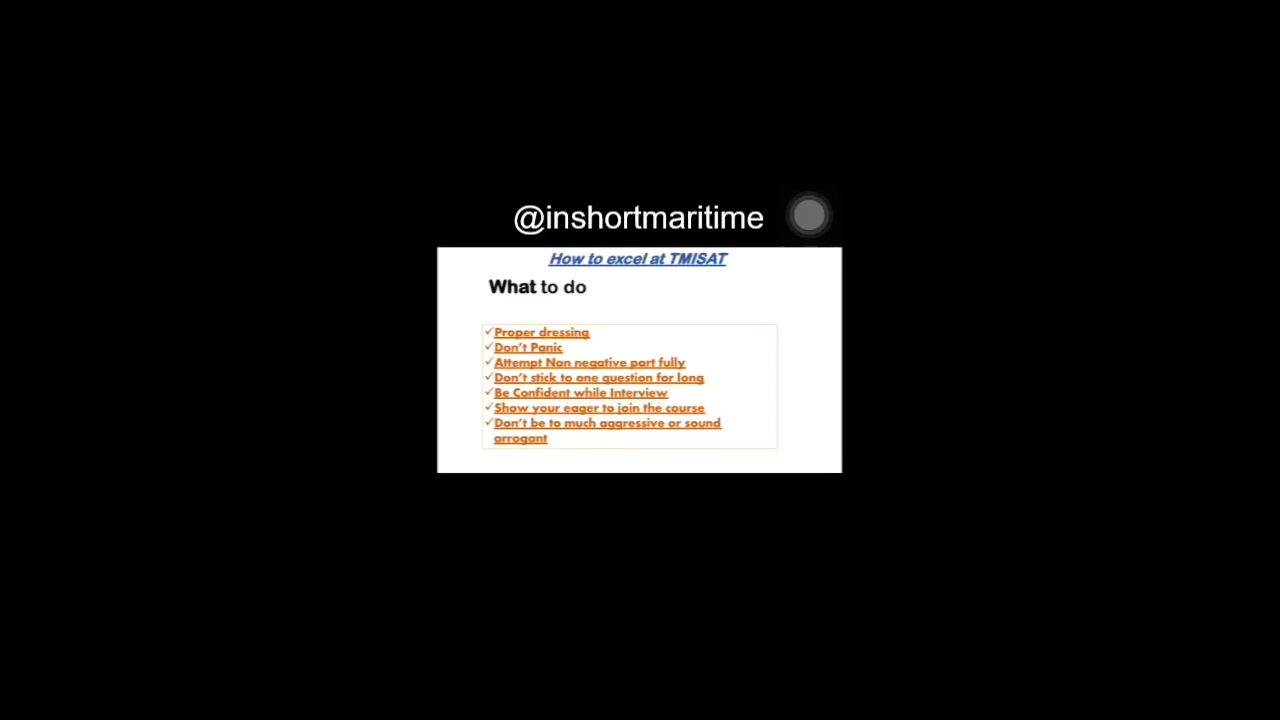 @inshortmaritime
How to excel at TMISAT
What to do
✓Proper dressing
✓Don't Panic
✓Attempt Non negative part fully
✓Don't stick to one question for long
✓Be Confident while Interview
✓Show your eager to join the course
✓Don't be to much aggressive or sound
arrogant